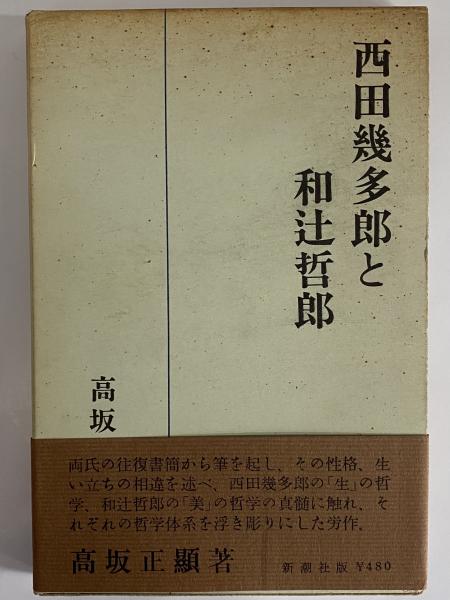 西田幾多郎と
和辻哲郎
高坂
両氏の往復書簡から筆を起し、その性格、生
い立ちの相違を述べ、西田幾多郎の「生」の哲
学、和辻哲郎の「美」の哲学の真髄に触れ、そ
れぞれの哲学体系を浮き彫りにした労作。
高坂正顯著
新潮社版 ¥480